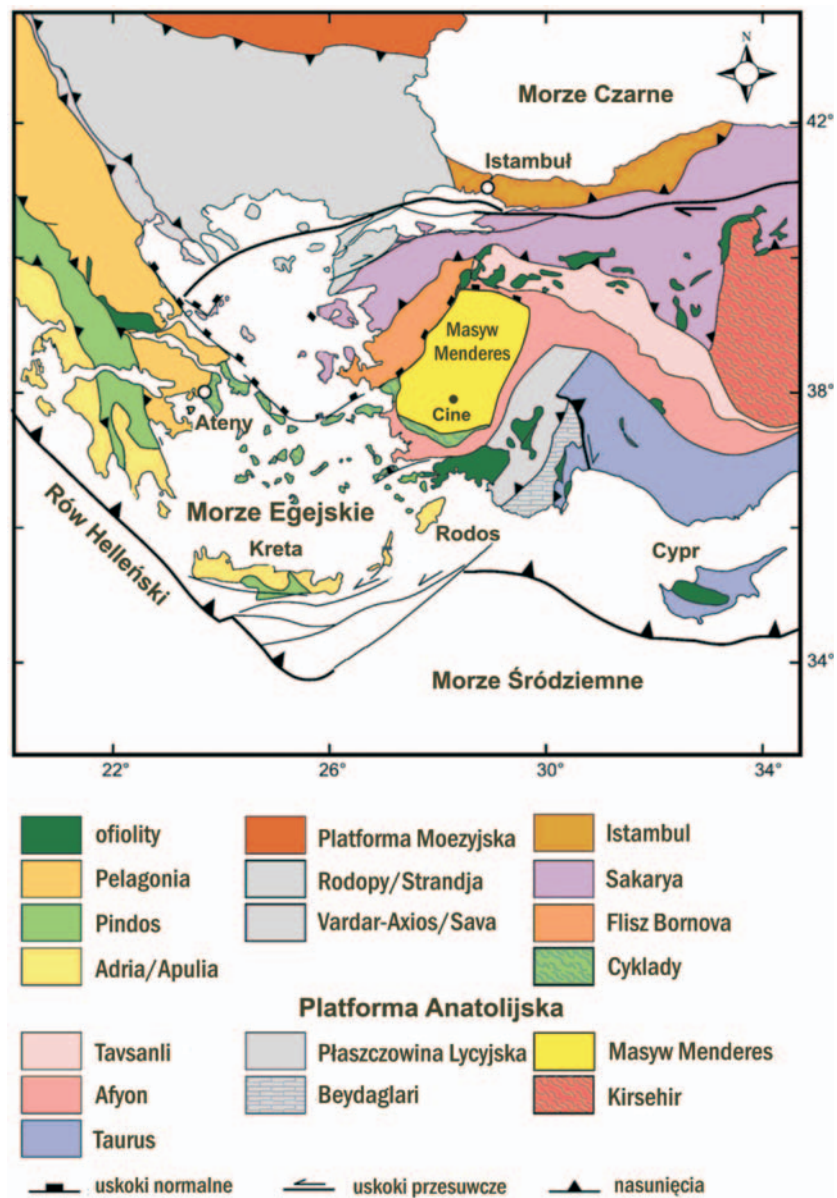 N
Morze Czarne
42°
Istambuł
Masyw
Menderes
38°
Cine
Ateny
Morze Egejskie
Rów Helleński
Rodos
Kreta
Cypr
34°
Morze Śródziemne
22°
26°
30°
34°
ofiolity
Platforma Moezyjska
Istambul
Pelagonia
Rodopy/Strandja
Sakarya
Pindos
Vardar-Axios/Sava
Flisz Bornova
Adria/Apulia
Cyklady
Platforma Anatolijska
Tavsanli
Płaszczowina Lycyjska
Masyw Menderes
Afyon
Beydaglari
Kirsehir
Taurus
uskoki normalne
uskoki przesuwcze
nasunięcia